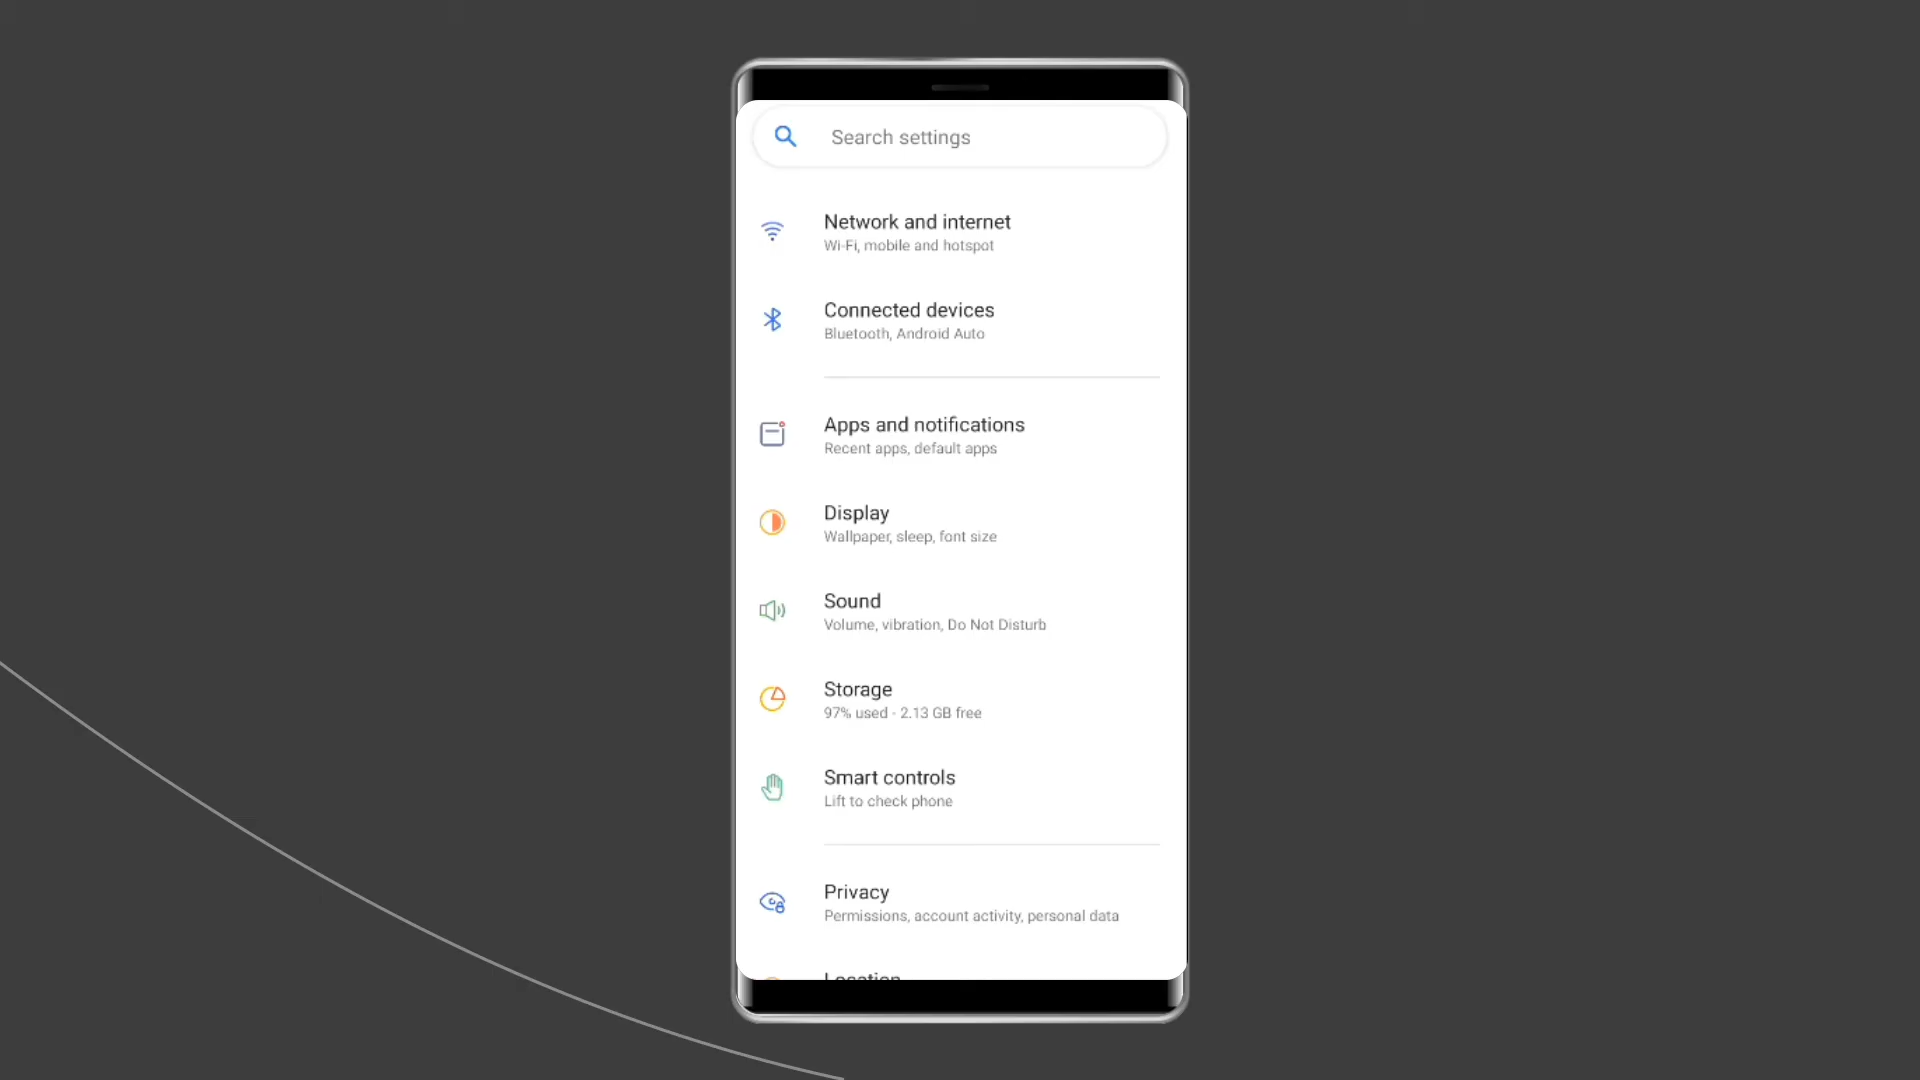 Search settings
Network and internet
Wi-Fi, mobile and hotspot
Connected devices
Bluetooth, Android Auto
Apps and notifications
Recent apps, default apps
Display
Wallpaper, sleep, font size
Sound
Volume, vibration, Do Not Disturb
Storage
97% used - 2.13 GB free
Smart controls
Lift to check phone
Privacy
Permissions, account activity, personal data
Location